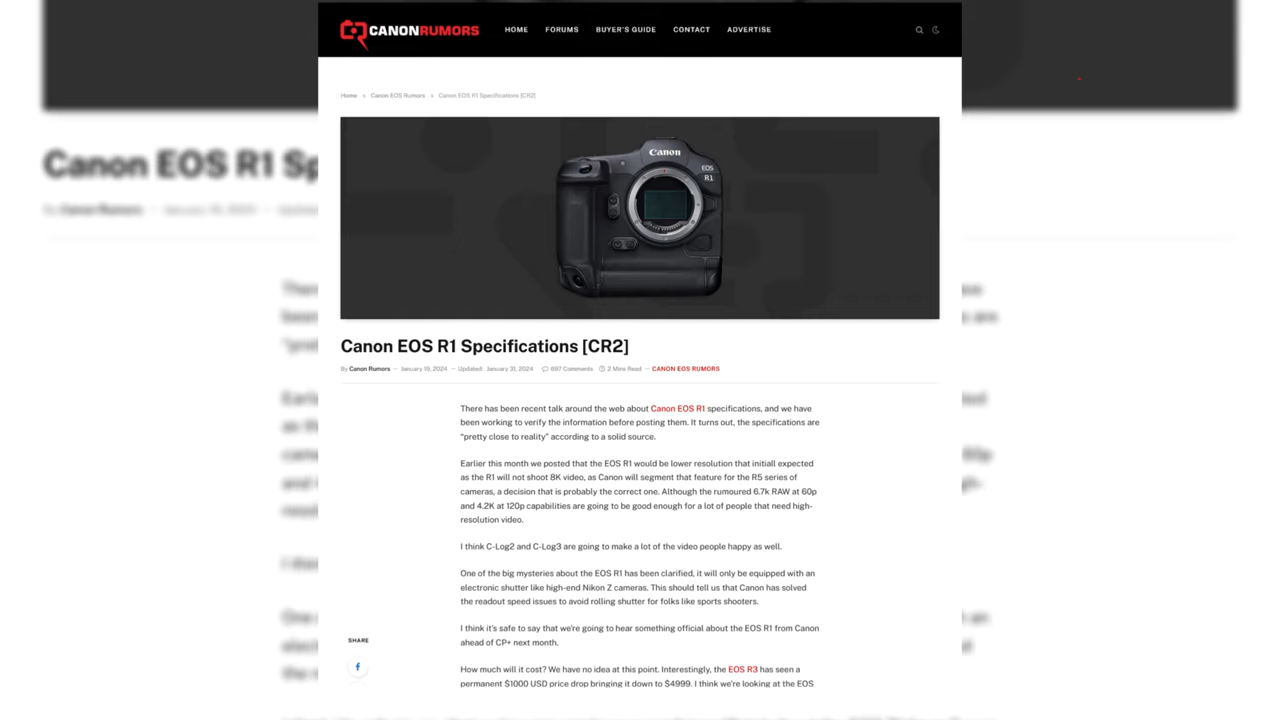 CANONRUMORS
HOME FORUMS BUYER'S GUIDE CONTACT ADVERTISE
Home » Canon EOS Rumors » Canon EOS R1 Specifications [CR2]
Canon
EOS
R1
Canon EOS R1 Sp
Canon EOS R1 Specifications [CR2]
By Canon Rumors — January 19, 2024 — Updated: January 31, 2024 697 Comments 2 Mins Read — CANON EOS RUMORS
There has been recent talk around the web about Canon EOS R1 specifications, and we have
been working to verify the information before posting them. It turns out, the specifications are
“pretty close to reality” according to a solid source.
Earlier this month we posted that the EOS R1 would be lower resolution that initiall expected
as the R1 will not shoot 8K video, as Canon will segment that feature for the R5 series of
cameras, a decision that is probably the correct one. Although the rumoured 6.7k RAW at 60p
and 4.2K at 120p capabilities are going to be good enough for a lot of people that need high-
resolution video.
I think C-Log2 and C-Log3 are going to make a lot of the video people happy as well.
One of the big mysteries about the EOS R1 has been clarified, it will only be equipped with an
electronic shutter like high-end Nikon Z cameras. This should tell us that Canon has solved
the readout speed issues to avoid rolling shutter for folks like sports shooters.
I think it's safe to say that we're going to hear something official about the EOS R1 from Canon
ahead of CP+ next month.
SHARE
How much will it cost? We have no idea at this point. Interestingly, the EOS R3 has seen a
permanent $1000 USD price drop bringing it down to $4999. I think we're looking at the EOS